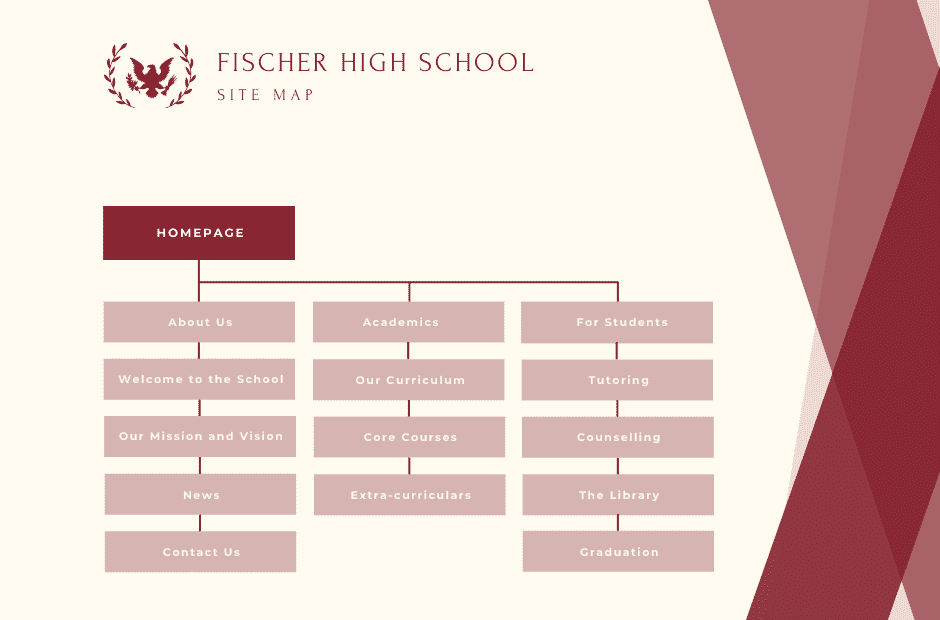 FISCHER HIGH SCHOOL
SITE MAP
HOMEPAGE
About Us
Welcome to the School
Our Mission and Vision
News
Contact Us
Academics
Our Curriculum
Core Courses
Extra-curriculars
For Students
Tutoring
Counselling
The Library
Graduation